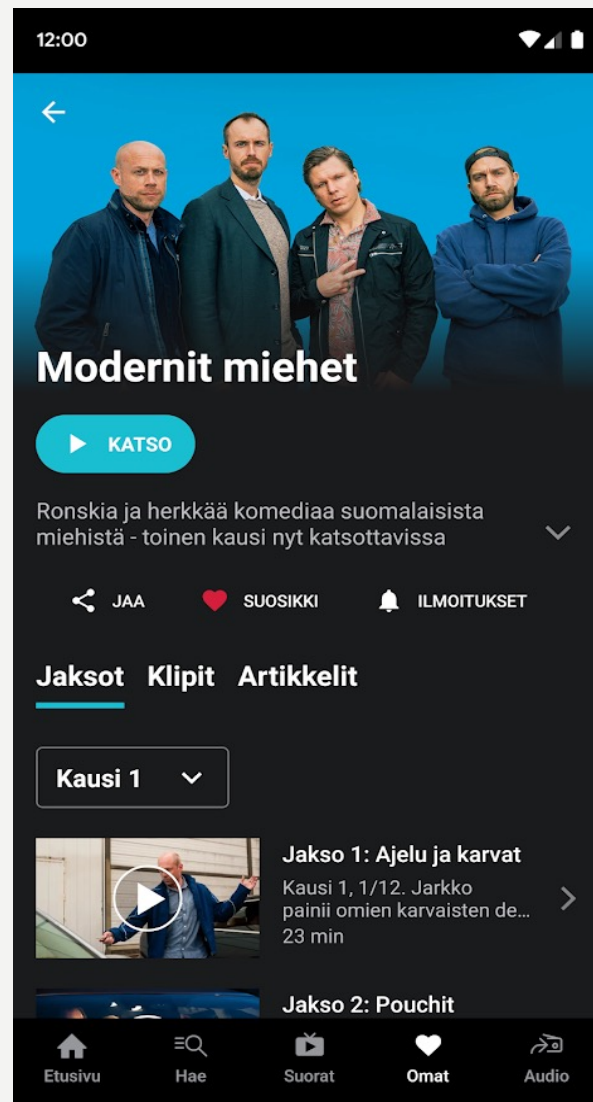 12:00
Modernit miehet
KATSO
Ronskia ja herkkää komediaa suomalaisista
miehistä - toinen kausi nyt katsottavissa
JAA SUOSIKKI ILMOITUKSET
Jaksot Klipit Artikkelit
Kausi 1
Jakso 1: Ajelu ja karvat
Kausi 1, 1/12. Jarkko
painii omien karvaisten de...
23 min
Jakso 2: Pouchit
Etusivu Hae Suorat Omat Audio